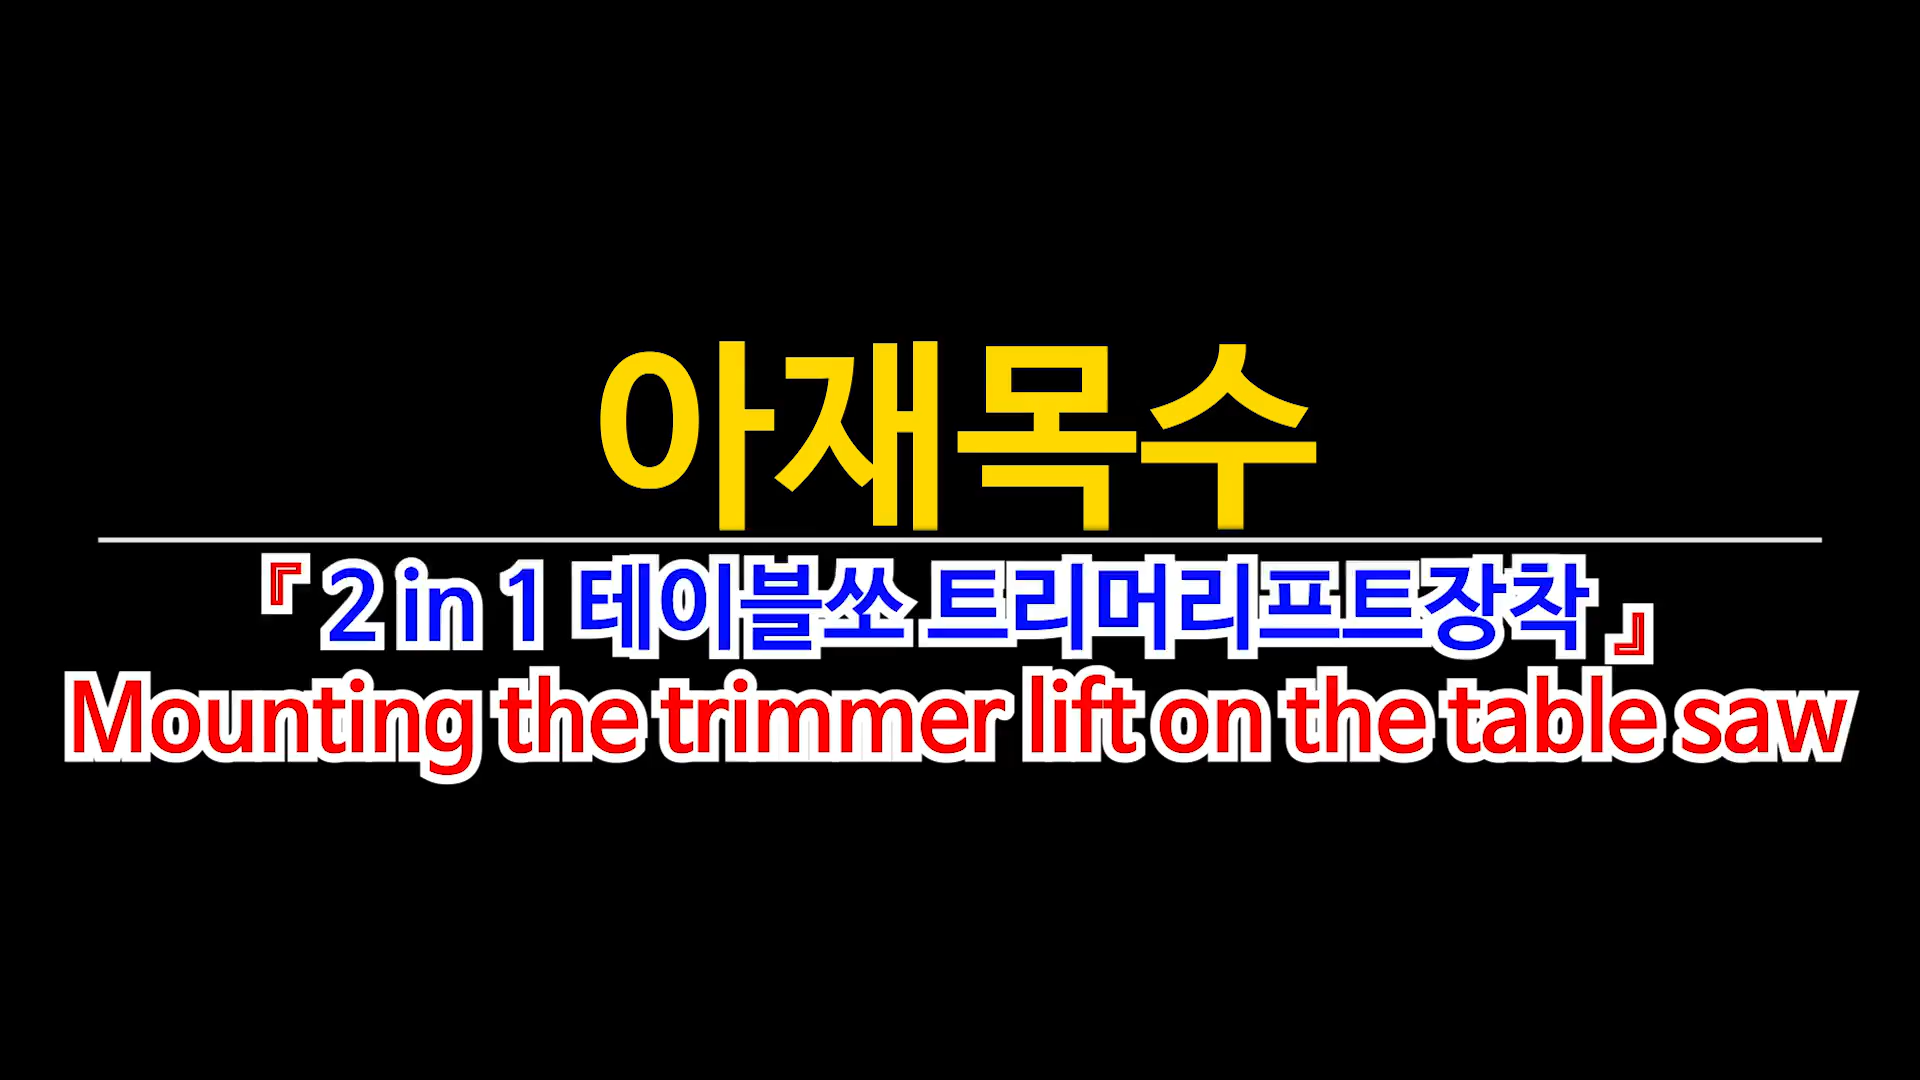 아재목수
『 2 in 1 테이블쏘 트리머리프트장착 』
Mounting the trimmer lift on the table saw